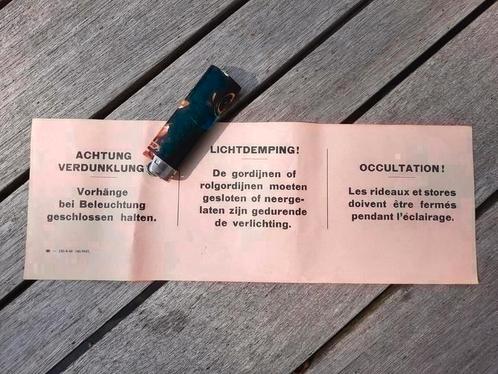 ACHTUNG
VERDUNKLUNG
Vorhänge
bei Beleuchtung
geschlossen halten.
LICHTDEMPING!
De gordijnen of
rolgordijnen moeten
gesloten of neerge-
laten zijn gedurende
de verlichting.
OCCULTATION!
Les rideaux et stores
doivent être fermés
pendant l'éclairage.